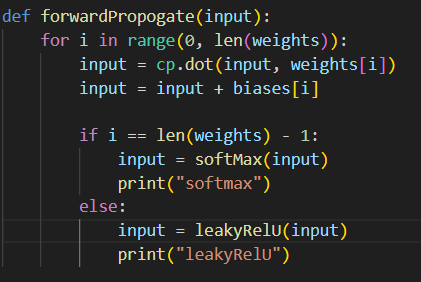 def forwardPropogate(input):
    for i in range(0, len(weights)):
        input = cp.dot(input, weights[i])
        input = input + biases[i]

        if i == len(weights) - 1:
            input = softMax(input)
            print("softmax")
        else:
            input = leakyRelU(input)
            print("leakyRelU")